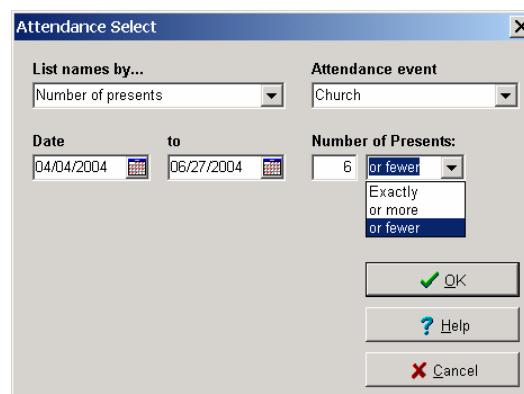 Attendance Select
List names by...
Attendance event
Number of presents
Church
Date
to
Number of Presents:
04/04/2004
06/27/2004
6
or fewer
Exactly
or more
or fewer
OK
Help
Cancel